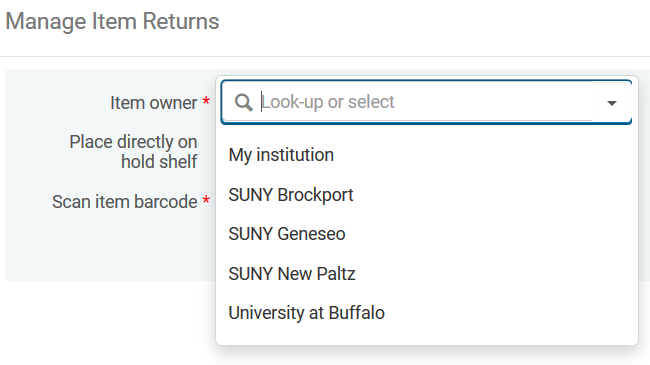 Manage Item Returns
Item owner *
Look-up or select
Place directly on
hold shelf
Scan item barcode *
My institution
SUNY Brockport
SUNY Geneseo
SUNY New Paltz
University at Buffalo